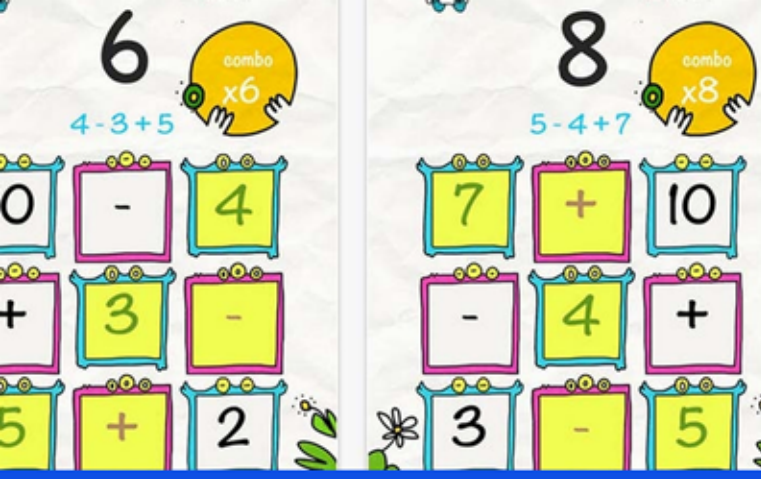 6
combo
x6
4-3+5
0 - 4
+ 3 -
5 + 2
8
combo
x8
5-4+7
7 + 10
- 4 +
3 - 5